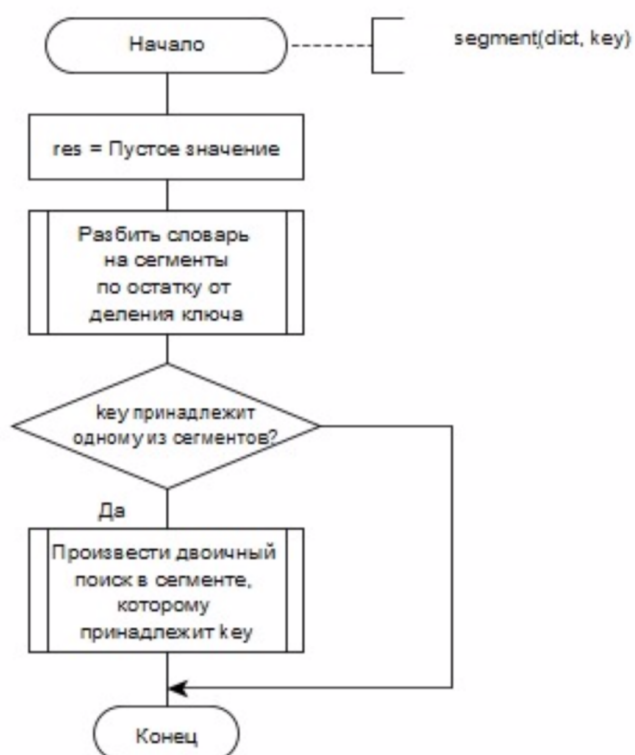 Начало
segment(dict, key)
res = Пустое значение
Разбить словарь
на сегменты
по остатку от
деления ключа
key принадлежит
одному из сегментов?
Да
Произвести двоичный
поиск в сегменте,
которому
принадлежит key
Конец